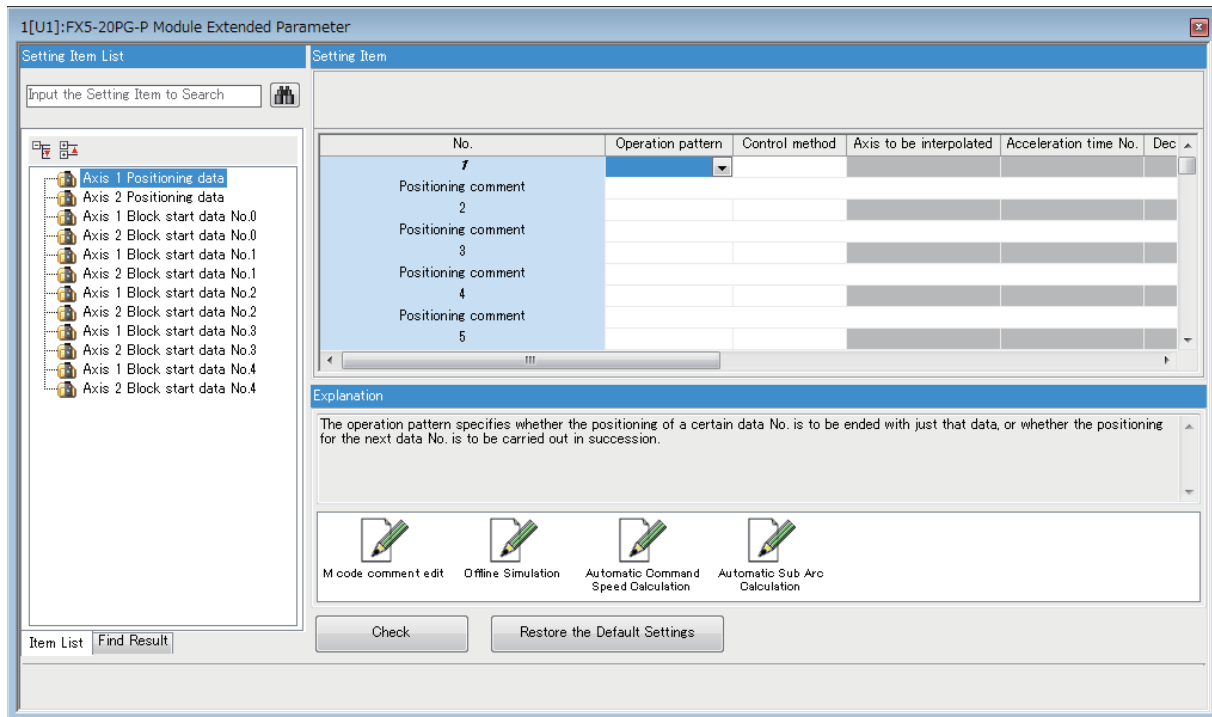 1[U1]:FX5-20PG-P Module Extended Parameter
Setting Item List
Input the Setting Item to Search
Axis 1 Positioning data
Axis 2 Positioning data
Axis 1 Block start data No.0
Axis 2 Block start data No.0
Axis 1 Block start data No.1
Axis 2 Block start data No.1
Axis 1 Block start data No.2
Axis 2 Block start data No.2
Axis 1 Block start data No.3
Axis 2 Block start data No.3
Axis 1 Block start data No.4
Axis 2 Block start data No.4
Item List Find Result
Setting Item
No. Operation pattern Control method Axis to be interpolated Acceleration time No. Dec
1
Positioning comment
2
Positioning comment
3
Positioning comment
4
Positioning comment
5
Explanation
The operation pattern specifies whether the positioning of a certain data No. is to be ended with just that data, or whether the positioning
for the next data No. is to be carried out in succession.
M code comment edit
Offline Simulation
Automatic Command
Speed Calculation
Automatic Sub Arc
Calculation
Check
Restore the Default Settings